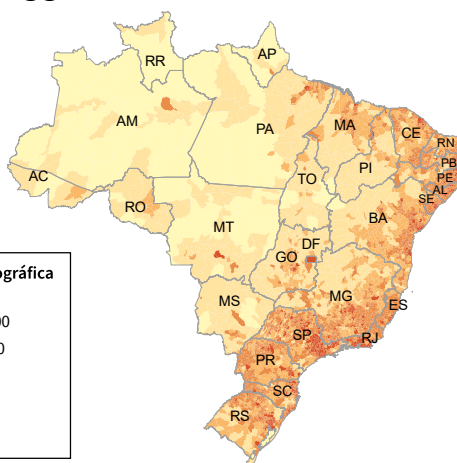 RR
AP
AM
PA
MA
CE
RN
PB
PE
AL
SE
PI
AC
TO
RO
BA
MT
DF
GO
MG
MS
ES
SP
RJ
PR
SC
RS
ográfica
00
0